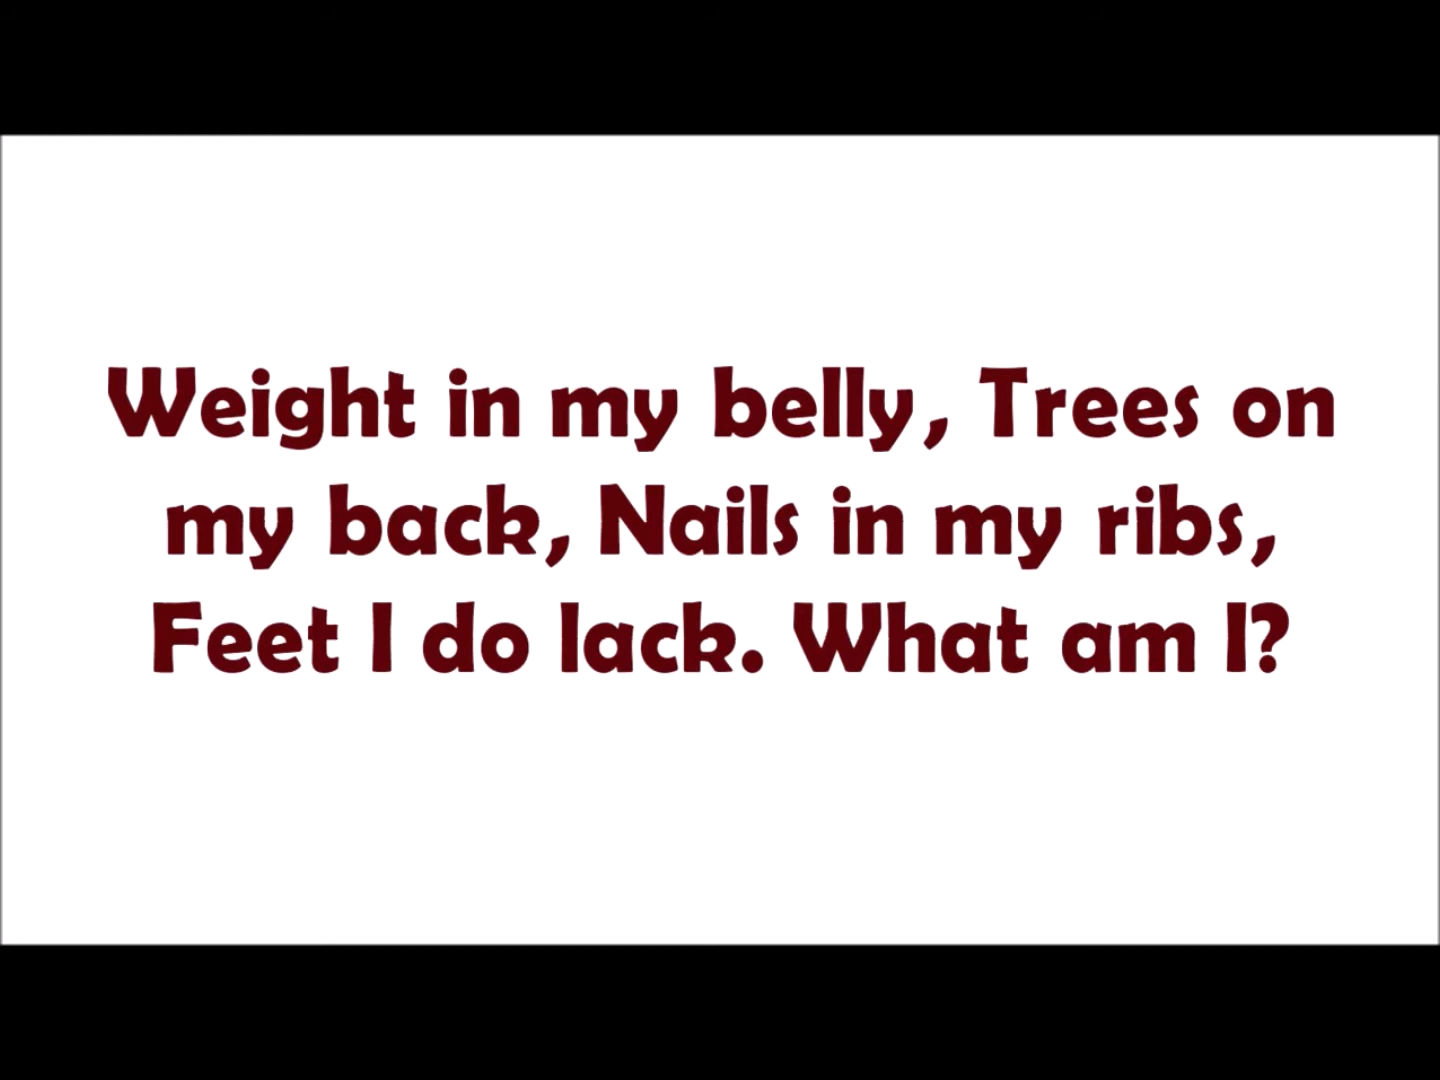 Weight in my belly, Trees on
my back, Nails in my ribs,
Feet I do lack. What am I?